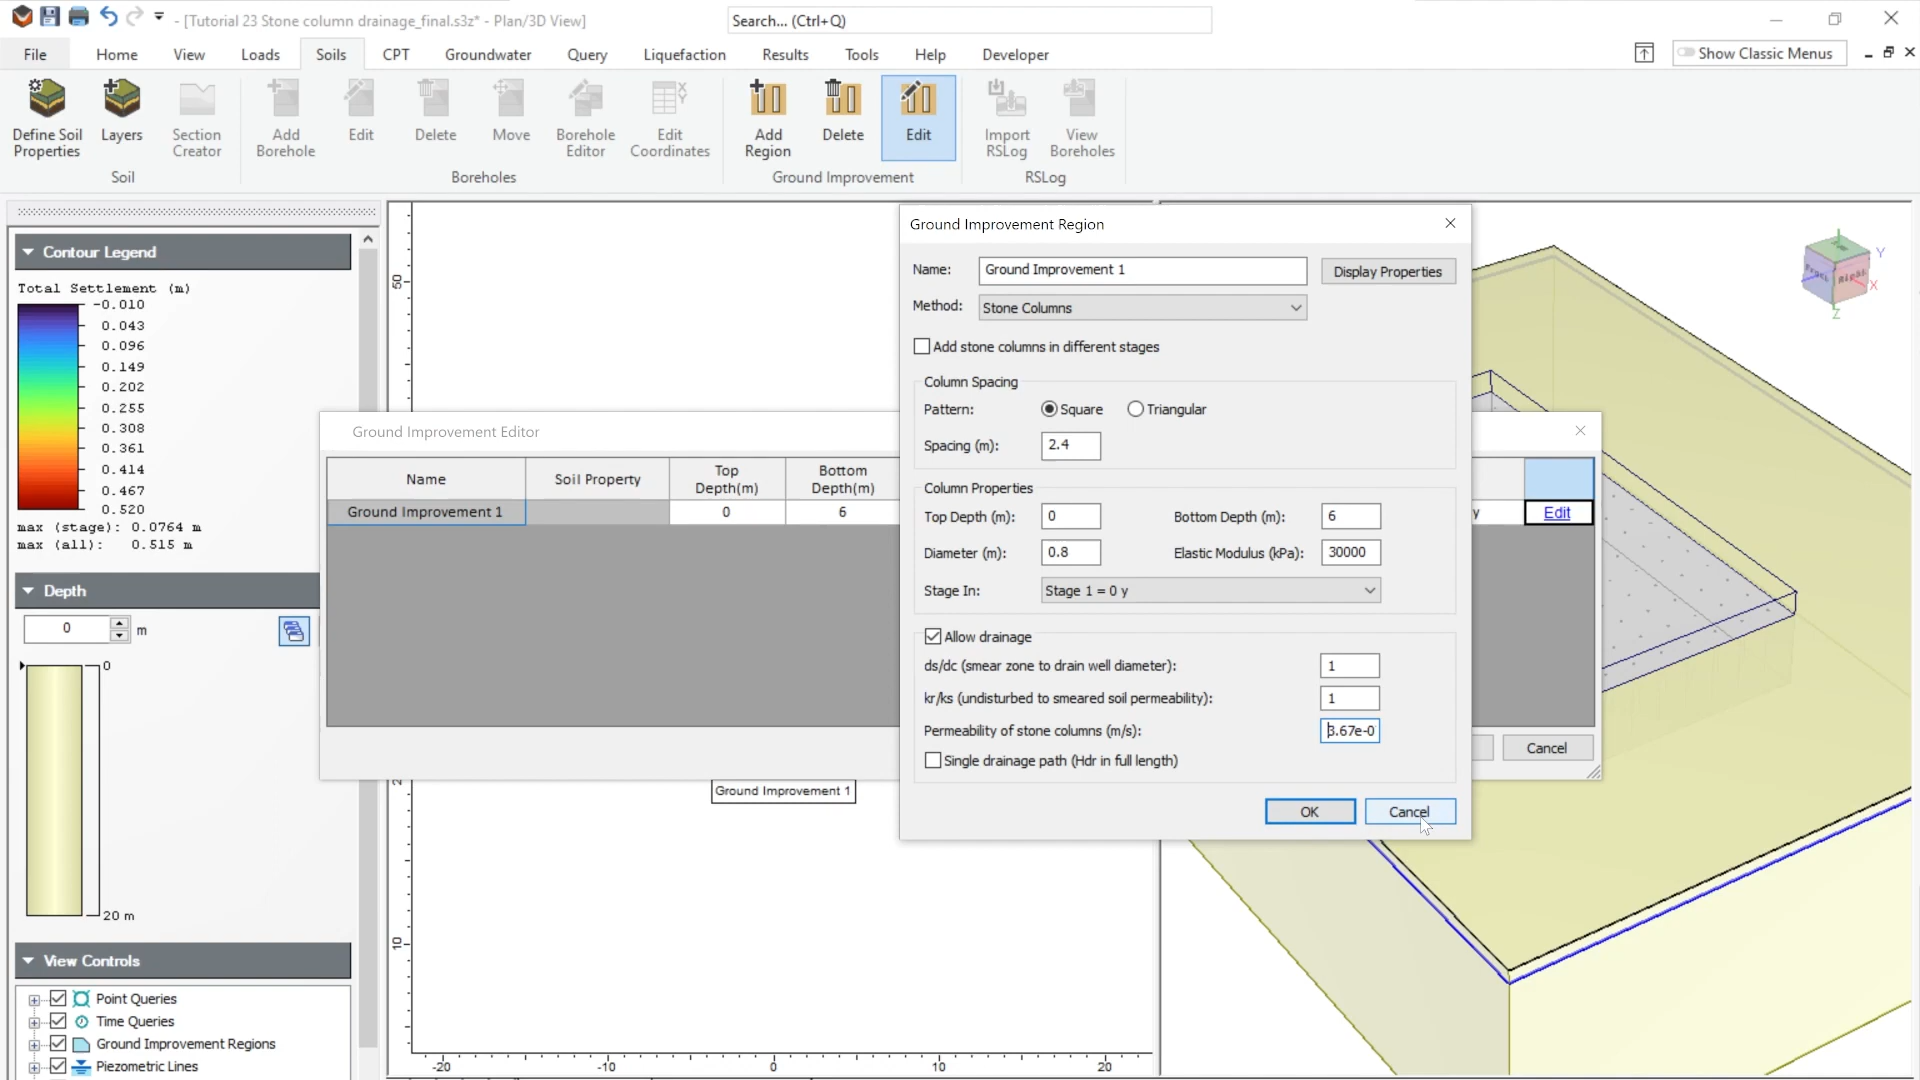 - [Tutorial 23 Stone column drainage_final.s3z* - Plan/3D View]
Search... (Ctrl+Q)
File Home View Loads Soils CPT Groundwater Query Liquefaction Results Tools Help Developer
Show Classic Menus
Define Soil Properties
Layers
Section Creator
Soil
Add Borehole
Edit
Delete
Move
Borehole Editor
Edit Coordinates
Boreholes
Add Region
Delete
Edit
Ground Improvement
Import RSLog
View Boreholes
RSLog
Contour Legend
Total Settlement (m)
-0.010
0.043
0.096
0.149
0.202
0.255
0.308
0.361
0.414
0.467
0.520
max (stage): 0.0764 m
max (all): 0.515 m
Depth
0 m
0
20 m
View Controls
Point Queries
Time Queries
Ground Improvement Regions
Piezometric Lines
50
10
-20 -10 0 10 20
Ground Improvement 1
Ground Improvement Editor
Name Soil Property Top Depth(m) Bottom Depth(m)
Ground Improvement 1 0 6 y Edit
Cancel
Ground Improvement Region
Name: Ground Improvement 1 Display Properties
Method: Stone Columns
Add stone columns in different stages
Column Spacing
Pattern: Square Triangular
Spacing (m): 2.4
Column Properties
Top Depth (m): 0 Bottom Depth (m): 6
Diameter (m): 0.8 Elastic Modulus (kPa): 30000
Stage In: Stage 1 = 0 y
Allow drainage
ds/dc (smear zone to drain well diameter): 1
kr/ks (undisturbed to smeared soil permeability): 1
Permeability of stone columns (m/s): 3.67e-0
Single drainage path (Hdr in full length)
OK Cancel
Front Right
X
Y
Z